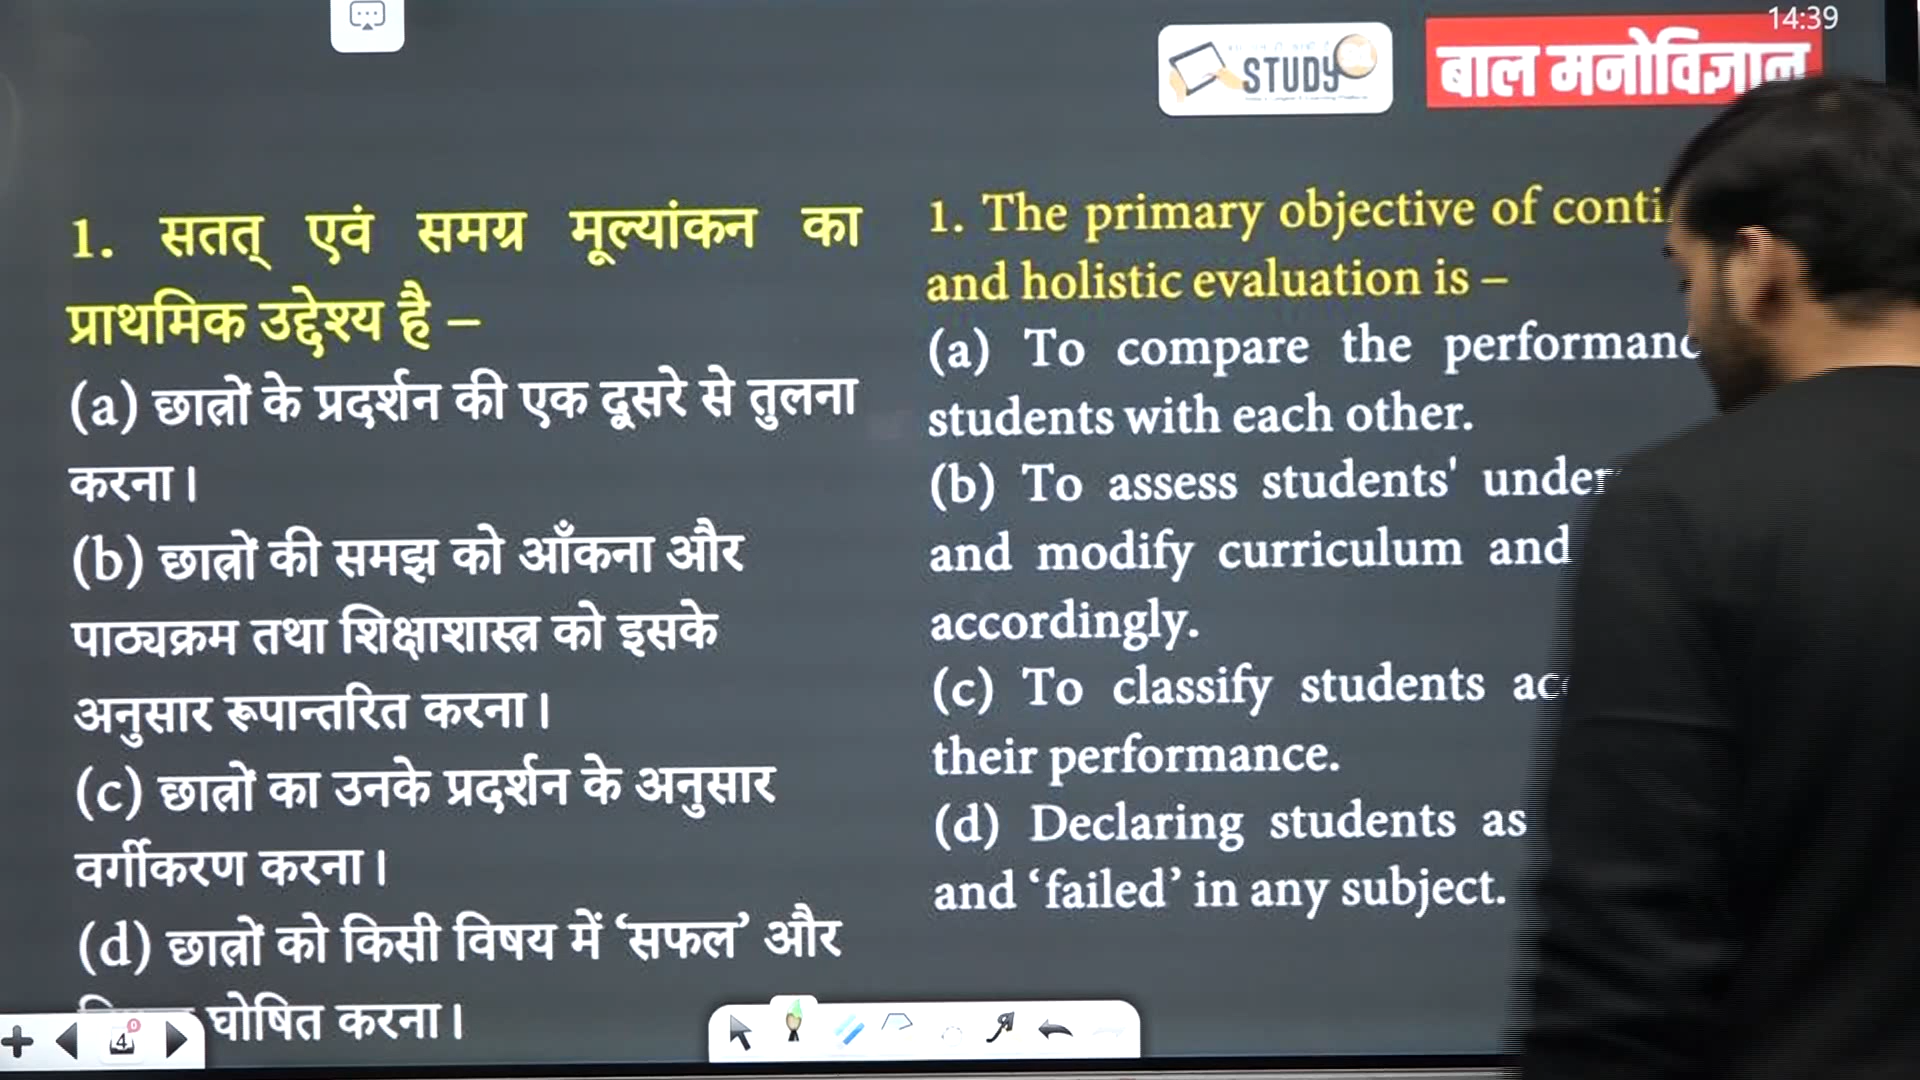 14:39
STUDY
बाल मनोविज्ञान
1. सतत् एवं समग्र मूल्यांकन का
प्राथमिक उद्देश्य है –
(a) छात्रों के प्रदर्शन की एक दूसरे से तुलना
करना।
(b) छात्रों की समझ को आँकना और
पाठ्यक्रम तथा शिक्षाशास्त्र को इसके
अनुसार रूपान्तरित करना।
(c) छात्रों का उनके प्रदर्शन के अनुसार
वर्गीकरण करना।
(d) छात्रों को किसी विषय में ‘सफल’ और
घोषित करना।
1. The primary objective of
and holistic evaluation is –
(a) To compare the
students with each other.
(b) To assess students'
and modify curriculum and
accordingly.
(c) To classify students
their performance.
(d) Declaring students as
and ‘failed’ in any subject.
4
0